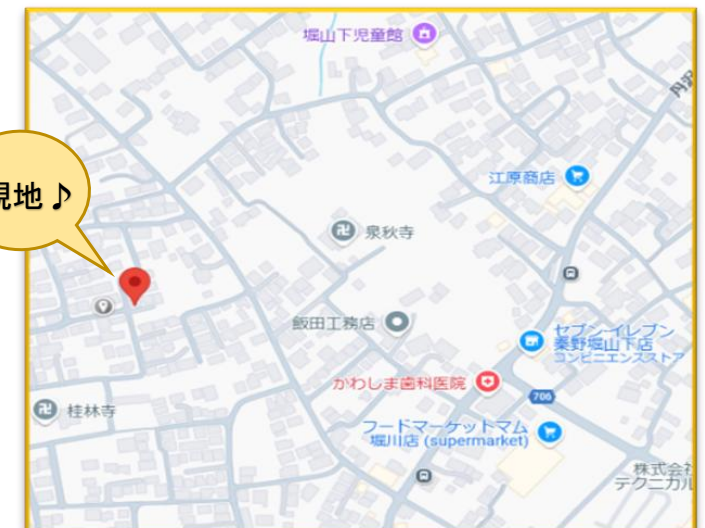 堀山下児童館
丹沢
江原商店
現地♪
泉秋寺
飯田工務店
セブン-イレブン
秦野堀山下店
コンビニエンスストア
かわしま歯科医院
706
桂林寺
フードマーケットマム
堀川店 (supermarket)
株式会社
テクニカル